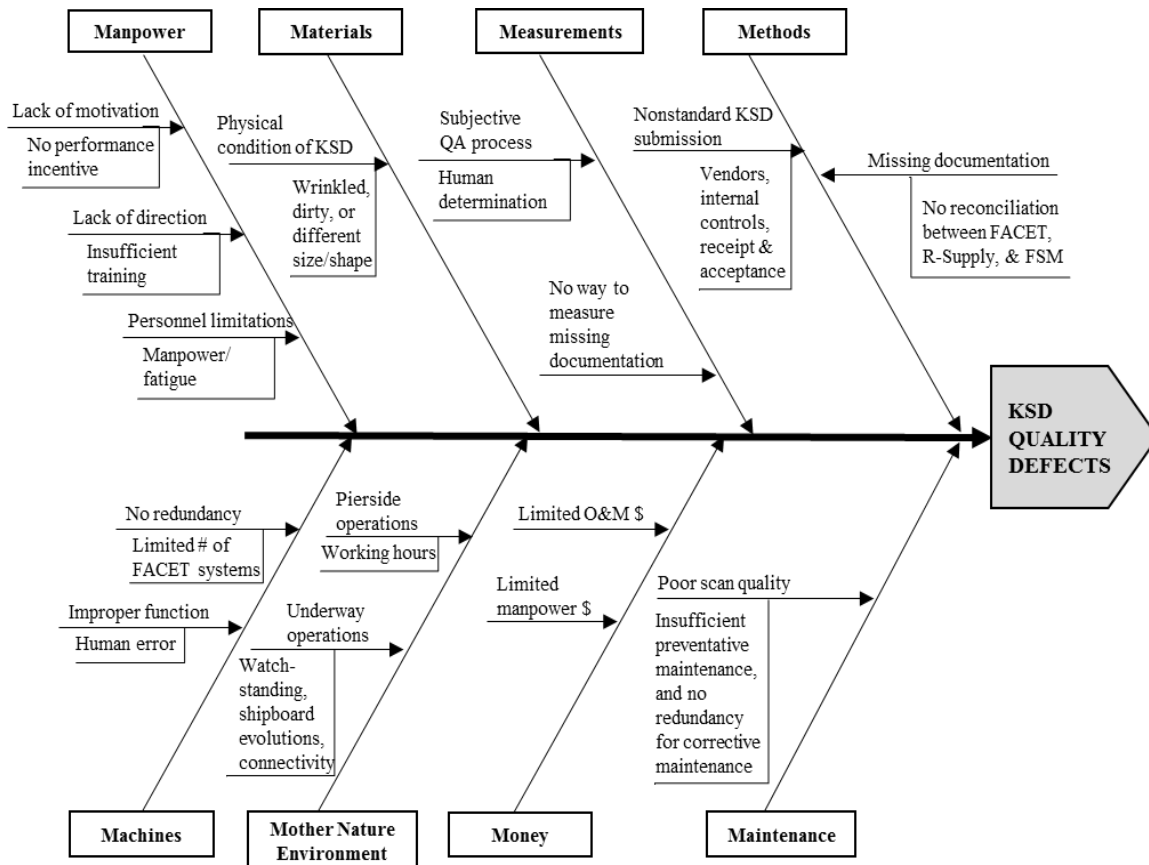 Manpower
Materials
Measurements
Methods
Lack of motivation
No performance
incentive
Lack of direction
Insufficient
training
Personnel limitations
Manpower/
fatigue
Physical
condition of KSD
Wrinkled,
dirty, or
different
size/shape
Subjective
QA process
Human
determination
No way to
measure
missing
documentation
Nonstandard KSD
submission
Vendors,
internal
controls,
receipt &
acceptance
Missing documentation
No reconciliation
between FACET,
R-Supply, & FSM
KSD
QUALITY
DEFECTS
No redundancy
Limited # of
FACET systems
Improper function
Human error
Pierside
operations
Working hours
Underway
operations
Watch-
standing,
shipboard
evolutions,
connectivity
Limited O&M $
Limited
manpower $
Poor scan quality
Insufficient
preventative
maintenance,
and no
redundancy
for corrective
maintenance
Machines
Mother Nature
Environment
Money
Maintenance